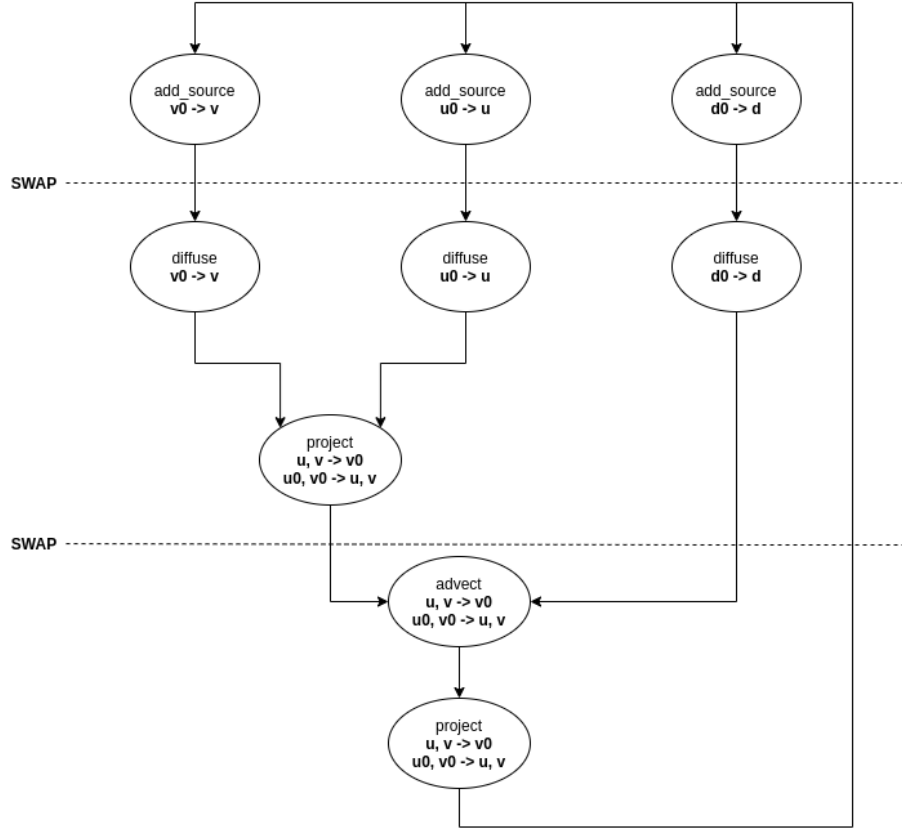 add_source
v0 -> v
add_source
u0 -> u
add_source
d0 -> d
SWAP
diffuse
v0 -> v
diffuse
u0 -> u
diffuse
d0 -> d
project
u, v -> v0
u0, v0 -> u, v
SWAP
advect
u, v -> v0
u0, v0 -> u, v
project
u, v -> v0
u0, v0 -> u, v